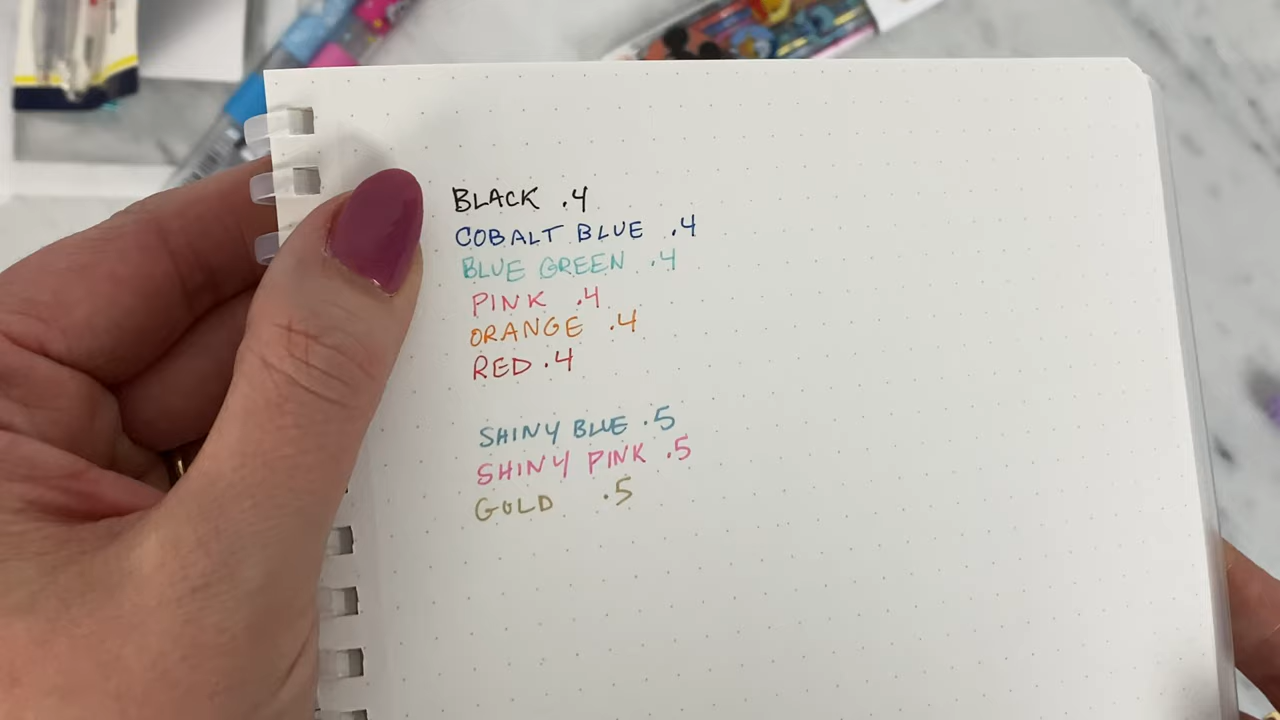 BLACK .4
COBALT BLUE .4
BLUE GREEN .4
PINK .4
ORANGE .4
RED .4
SHINY BLUE .5
SHINY PINK .5
GOLD .5